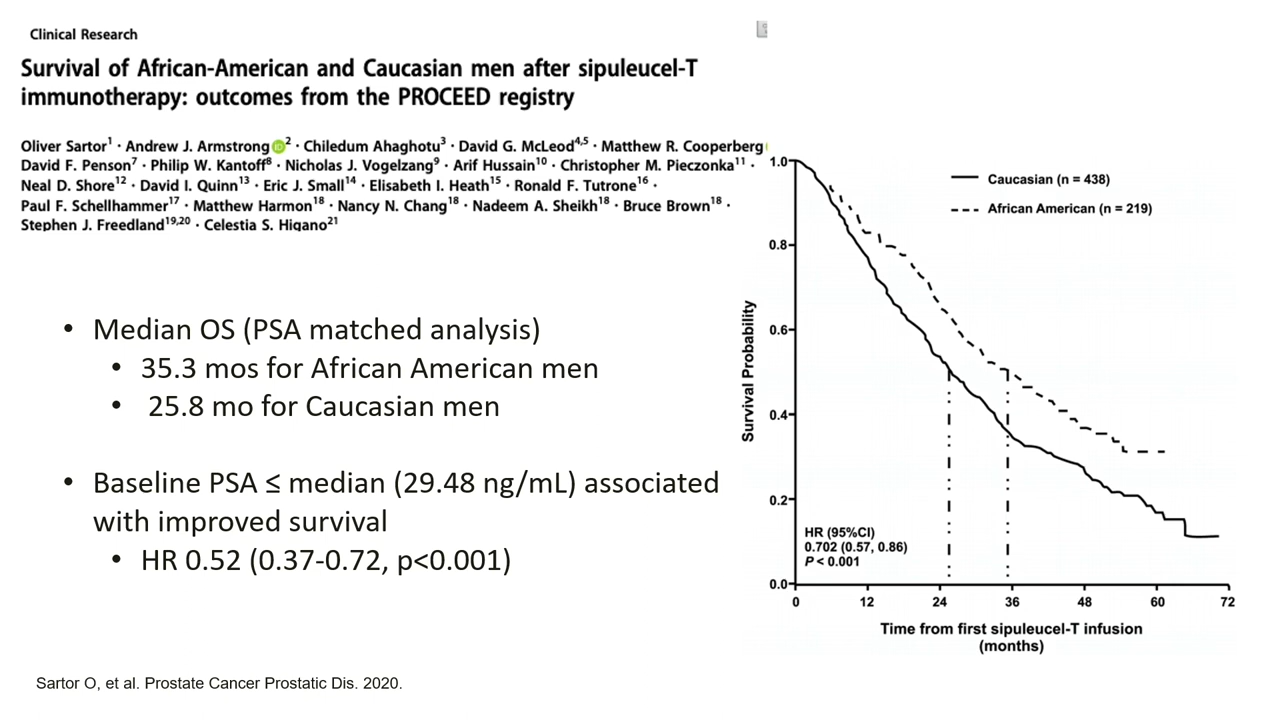 Clinical Research
Survival of African-American and Caucasian men after sipuleucel-T
immunotherapy: outcomes from the PROCEED registry
Oliver Sartor1 · Andrew J. Armstrong iD 2 · Chiledum Ahaghotu3 · David G. McLeod4,5 · Matthew R. Cooperberg
David F. Penson7 · Philip W. Kantoff8 · Nicholas J. Vogelzang9 · Arif Hussain10 · Christopher M. Pieczonka11 ·
Neal D. Shore12 · David I. Quinn13 · Eric J. Small14 · Elisabeth I. Heath15 · Ronald F. Tutrone16 ·
Paul F. Schellhammer17 · Matthew Harmon18 · Nancy N. Chang18 · Nadeem A. Sheikh18 · Bruce Brown18 ·
Stephen J. Freedland19,20 · Celestia S. Higano21
• Median OS (PSA matched analysis)
• 35.3 mos for African American men
• 25.8 mo for Caucasian men
• Baseline PSA ≤ median (29.48 ng/mL) associated
with improved survival
• HR 0.52 (0.37-0.72, p<0.001)
Sartor O, et al. Prostate Cancer Prostatic Dis. 2020.
Caucasian (n = 438)
African American (n = 219)
Survival Probability
1.0
0.8
0.6
0.4
0.2
0.0
HR (95%CI)
0.702 (0.57, 0.86)
P < 0.001
0 12 24 36 48 60 72
Time from first sipuleucel-T infusion
(months)